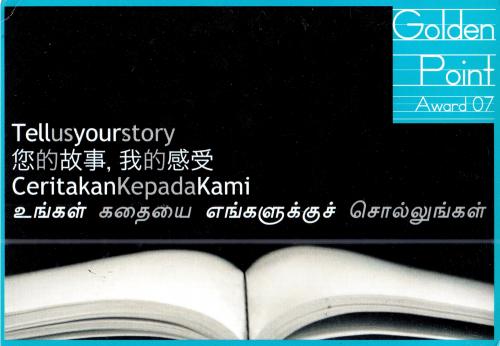 Golden
Point
Award 07
Tellusyourstory
您的故事, 我的感受
CeritakanKepadaKami
உங்கள் கதையை எங்களுக்குச் சொல்லுங்கள்